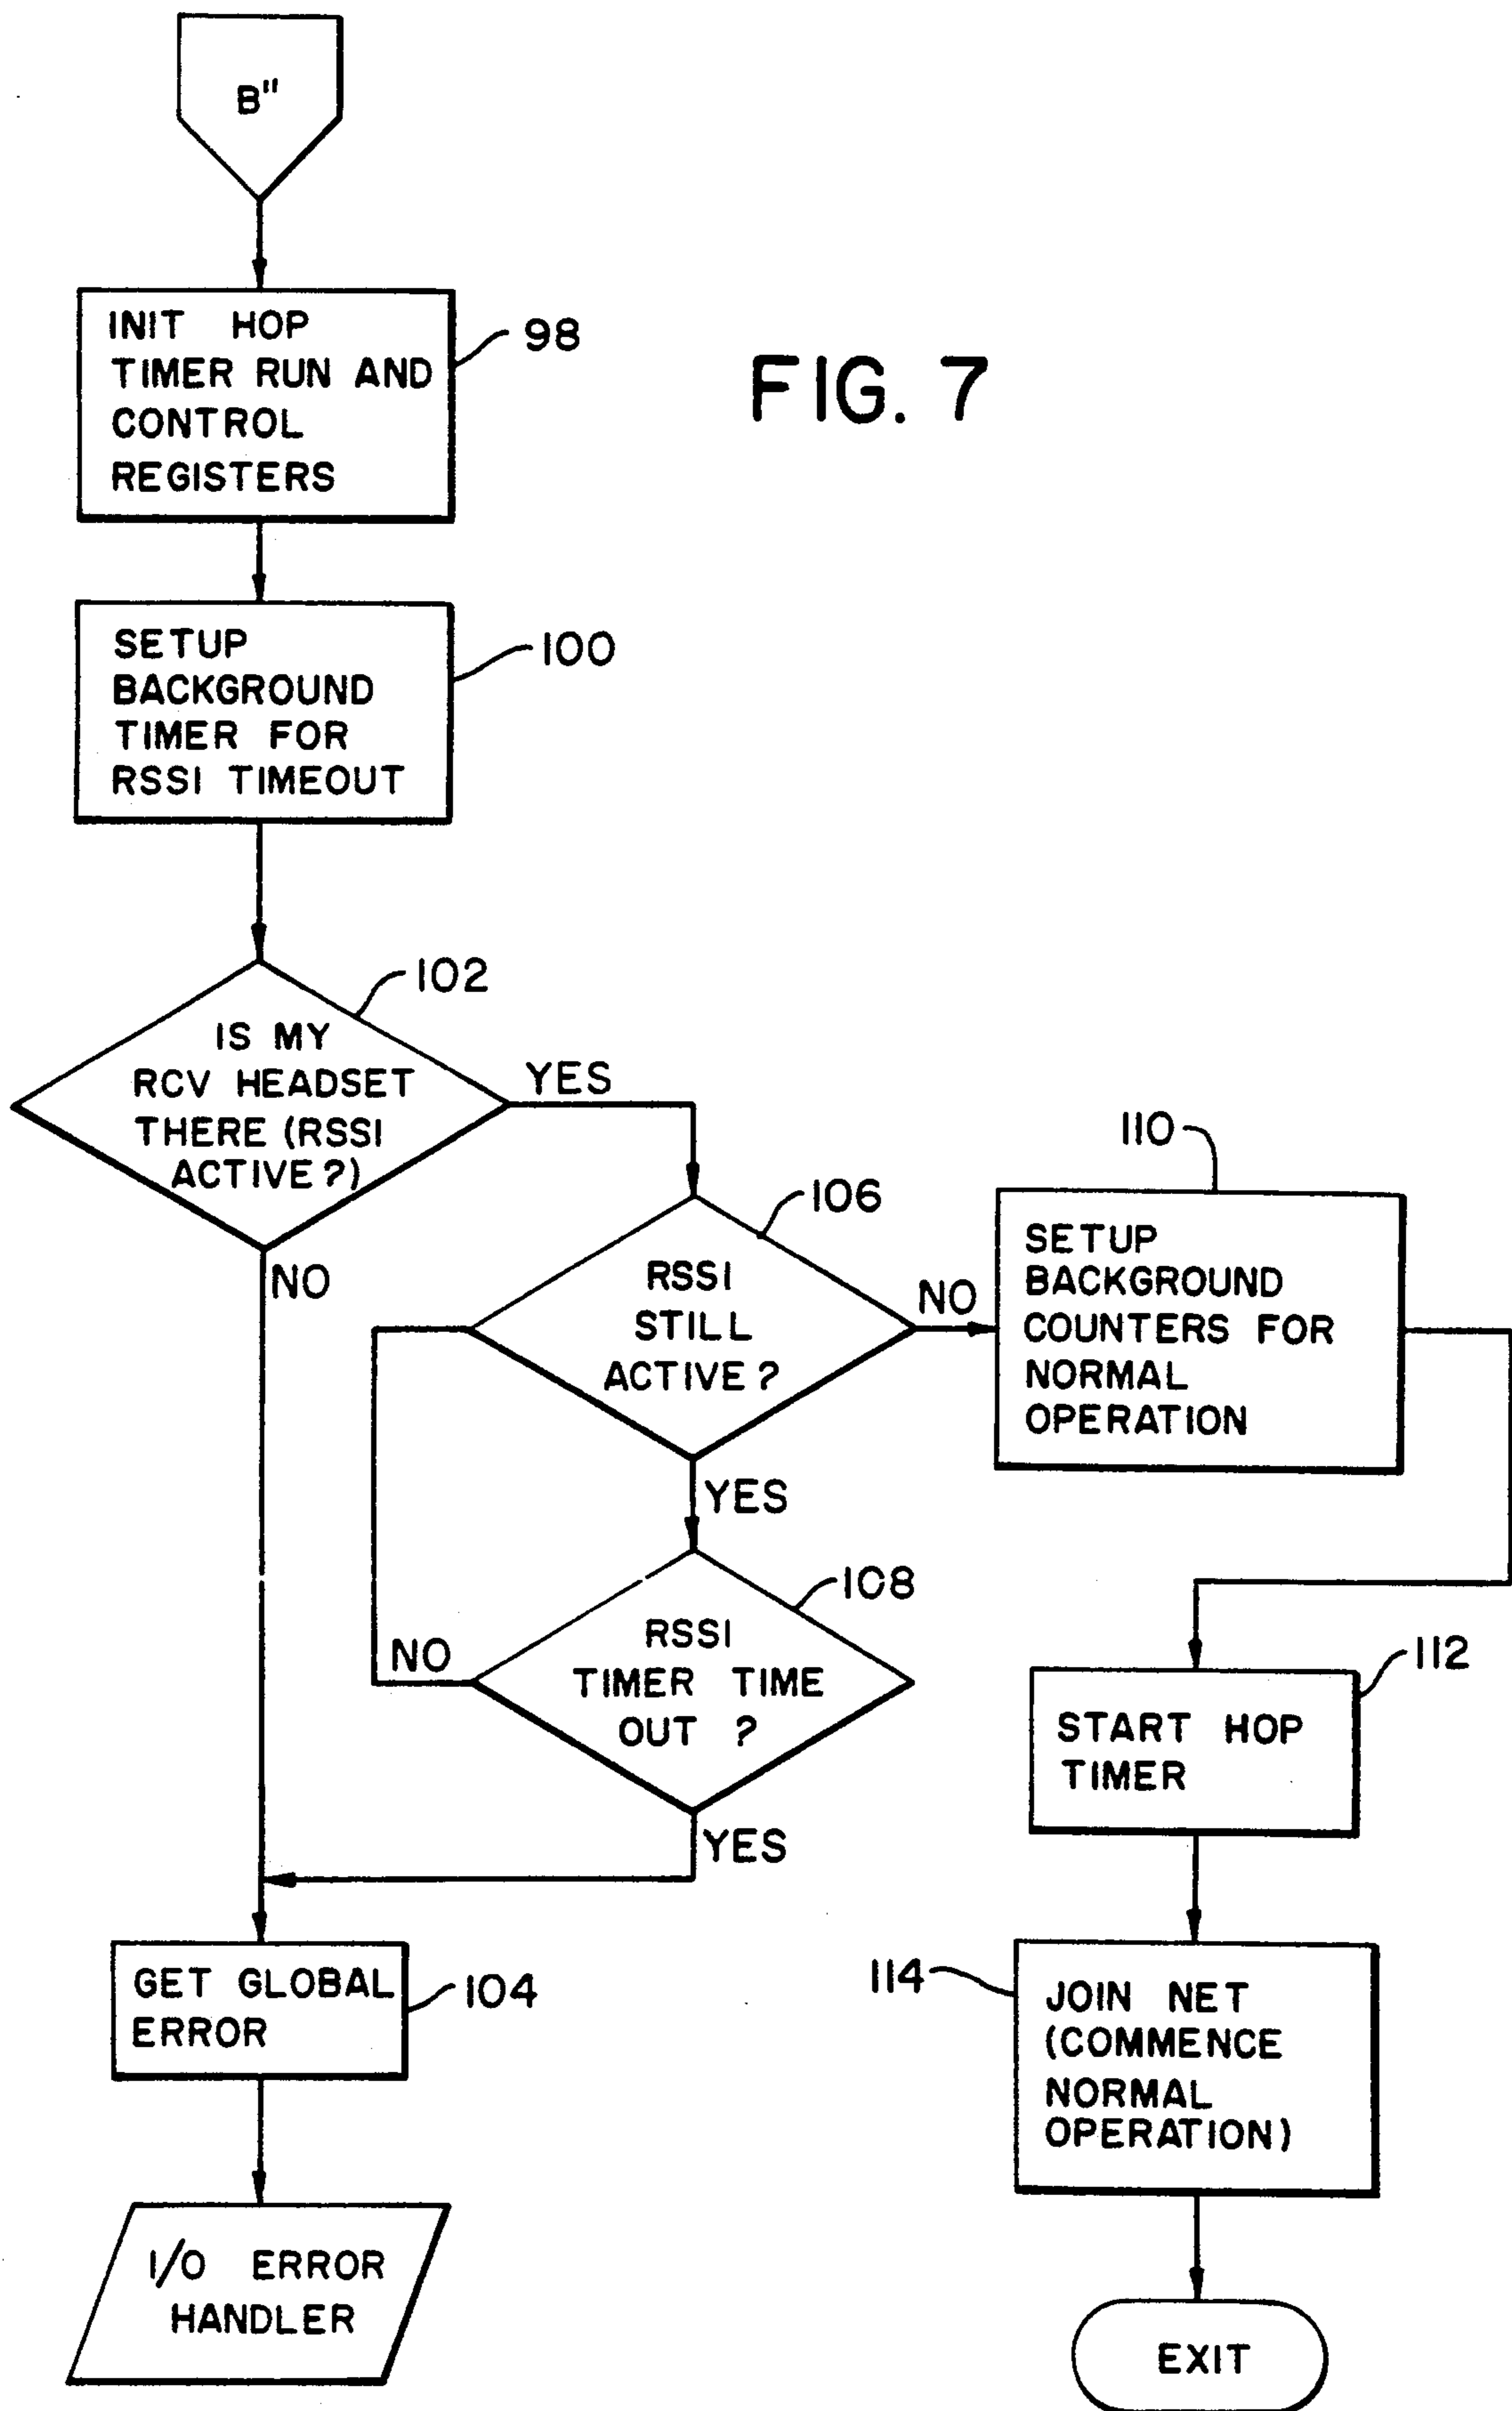 B"
INIT HOP
TIMER RUN AND
CONTROL
REGISTERS
98
FIG. 7
SETUP
BACKGROUND
TIMER FOR
RSSI TIMEOUT
100
IS MY
RCV HEADSET
THERE (RSSI
ACTIVE?)
102
YES
NO
RSSI
STILL
ACTIVE?
106
NO
YES
SETUP
BACKGROUND
COUNTERS FOR
NORMAL
OPERATION
110
RSSI
TIMER TIME
OUT ?
108
NO
YES
START HOP
TIMER
112
GET GLOBAL
ERROR
104
JOIN NET
(COMMENCE
NORMAL
OPERATION)
114
I/O ERROR
HANDLER
EXIT